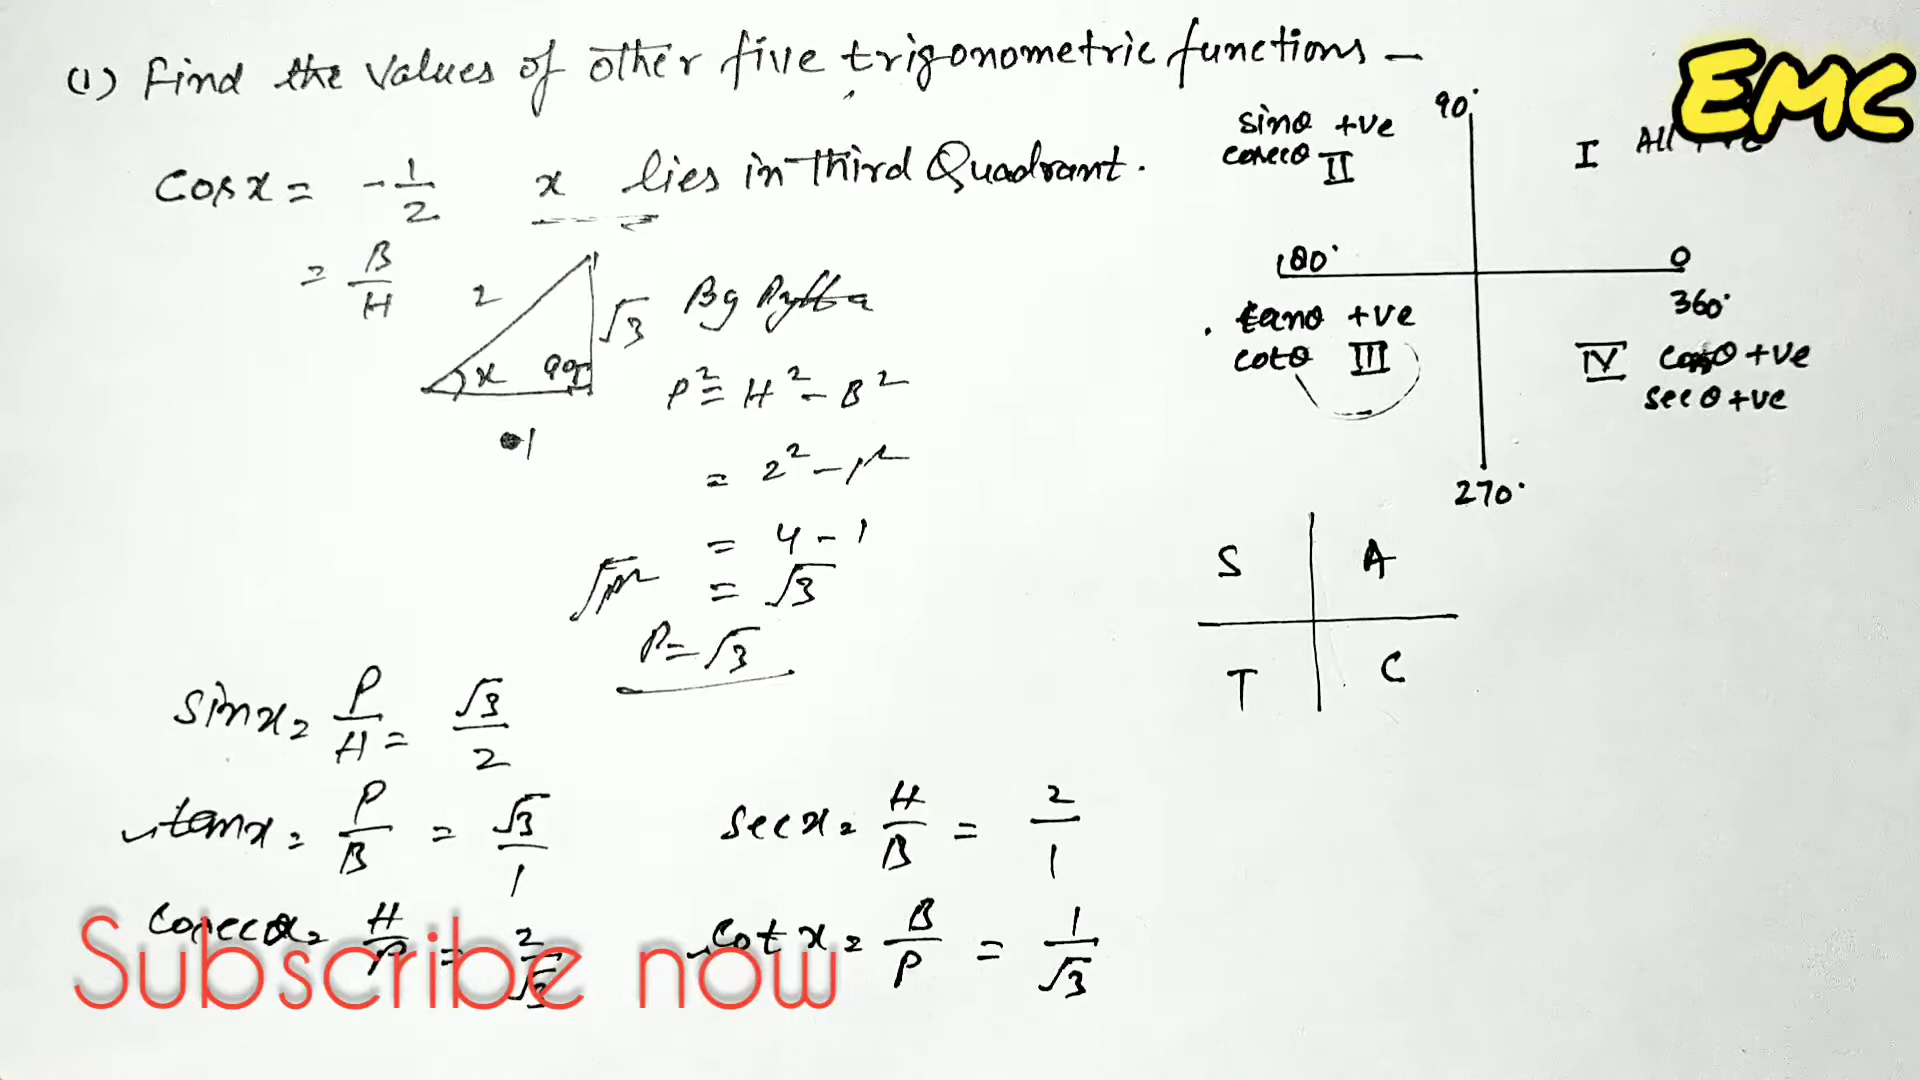 (1) Find the values of other five trigonometric functions –
cos x = -1/2 x lies in third Quadrant.
= B/H
2
√3
x 90
1
By
P² = H² - B²
= 2² - 1²
= 4 - 1
= √3
P = √3
sin x = P/H = √3/2
tan x = P/B = √3/1
cosec x = H/P = 2/√3
sec x = H/B = 2/1
cot x = B/P = 1/√3
EMC
90°
sinθ +ve
cosecθ II
I All
180°
0
360°
tanθ +ve
cotθ III
IV cosθ +ve
secθ +ve
270°
S A
T C
Subscribe now